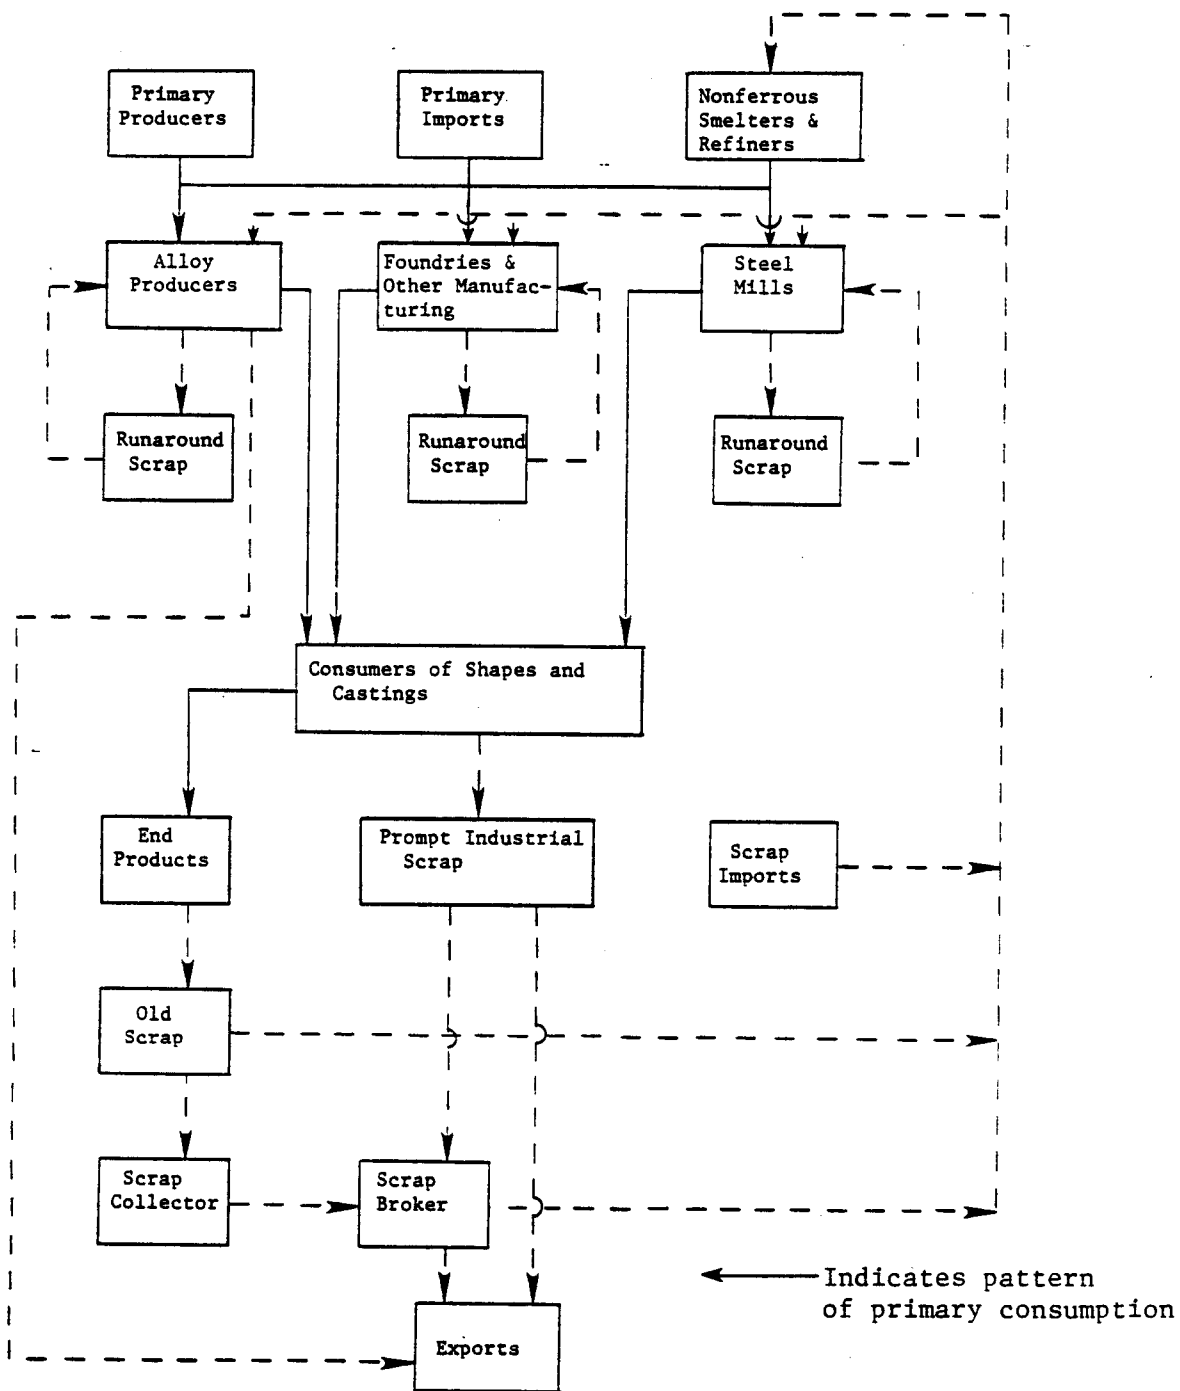 Primary
Producers
Primary
Imports
Nonferrous
Smelters &
Refiners
Alloy
Producers
Foundries &
Other Manufac-
turing
Steel
Mills
Runaround
Scrap
Runaround
Scrap
Runaround
Scrap
Consumers of Shapes and
Castings
End
Products
Prompt Industrial
Scrap
Scrap
Imports
Old
Scrap
Scrap
Collector
Scrap
Broker
Indicates pattern
of primary consumption
Exports